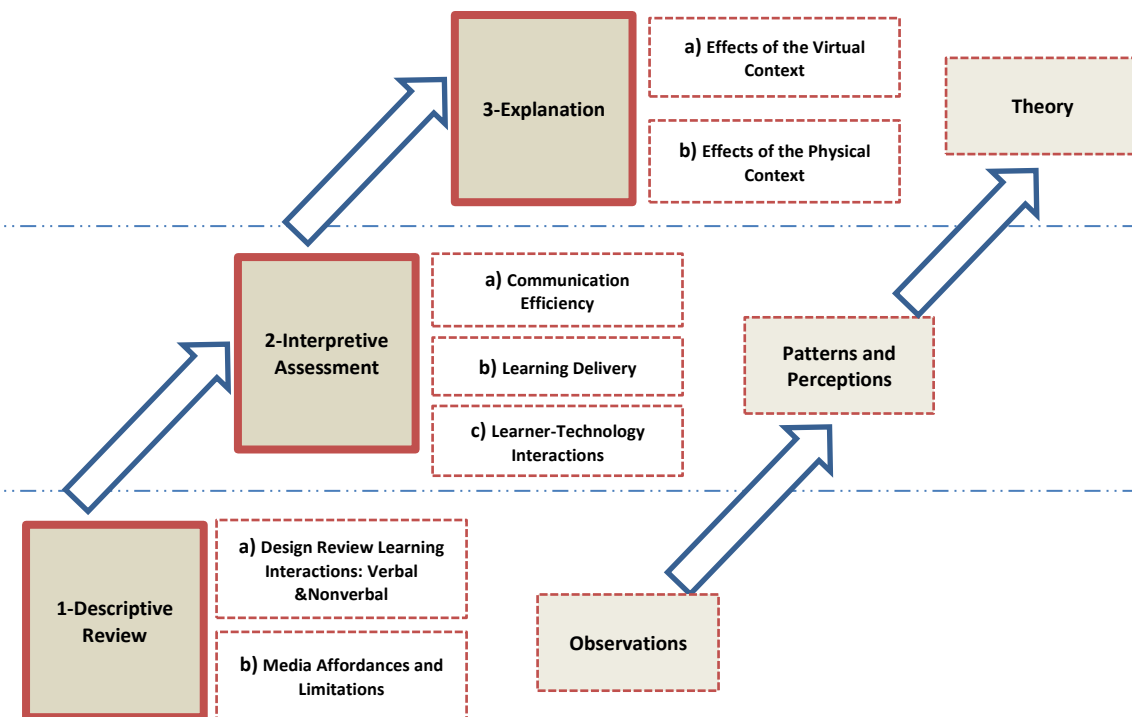 3-Explanation
a) Effects of the Virtual
Context
b) Effects of the Physical
Context
Theory
2-Interpretive
Assessment
a) Communication
Efficiency
b) Learning Delivery
c) Learner-Technology
Interactions
Patterns and
Perceptions
1-Descriptive
Review
a) Design Review Learning
Interactions: Verbal
&Nonverbal
b) Media Affordances and
Limitations
Observations